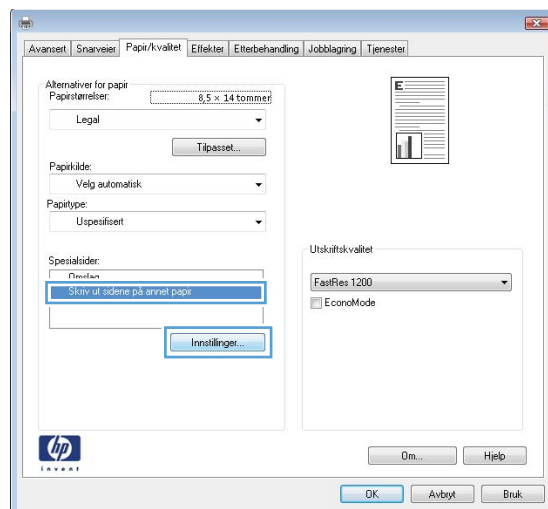 Avansert Snarveier Papir/kvalitet Effekter Etterbehandling Jobblagring Tjenester
Alternativer for papir
Papirstørrelser: 8,5 × 14 tommer
Legal
Tilpasset...
Papirkilde:
Velg automatisk
Papirtype:
Uspesifisert
Spesialsider:
Omslag
Skriv ut sidene på annet papir
Innstillinger...
E
Utskriftskvalitet
FastRes 1200
EconoMode
hp
invent
Om... Hjelp
OK Avbryt Bruk